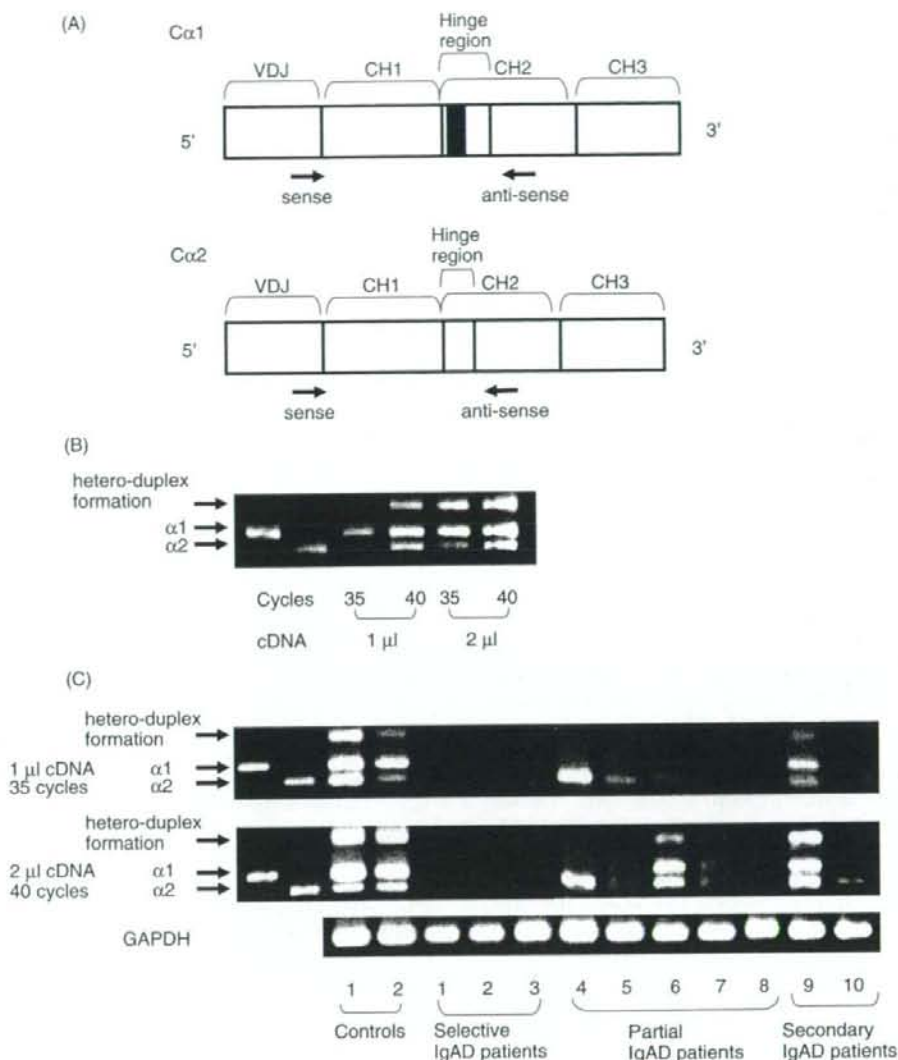 (A)
Cα1
Hinge
region
VDJ
CH1
CH2
CH3
5'
3'
sense
anti-sense
Cα2
Hinge
region
VDJ
CH1
CH2
CH3
5'
3'
sense
anti-sense
(B)
hetero-duplex
formation
α1
α2
Cycles 35 40 35 40
cDNA 1 μl 2 μl
(C)
hetero-duplex
formation
1 μl cDNA α1
35 cycles α2
hetero-duplex
formation
2 μl cDNA α1
40 cycles α2
GAPDH
1 2 1 2 3 4 5 6 7 8 9 10
Controls Selective Partial Secondary
IgAD patients IgAD patients IgAD patients